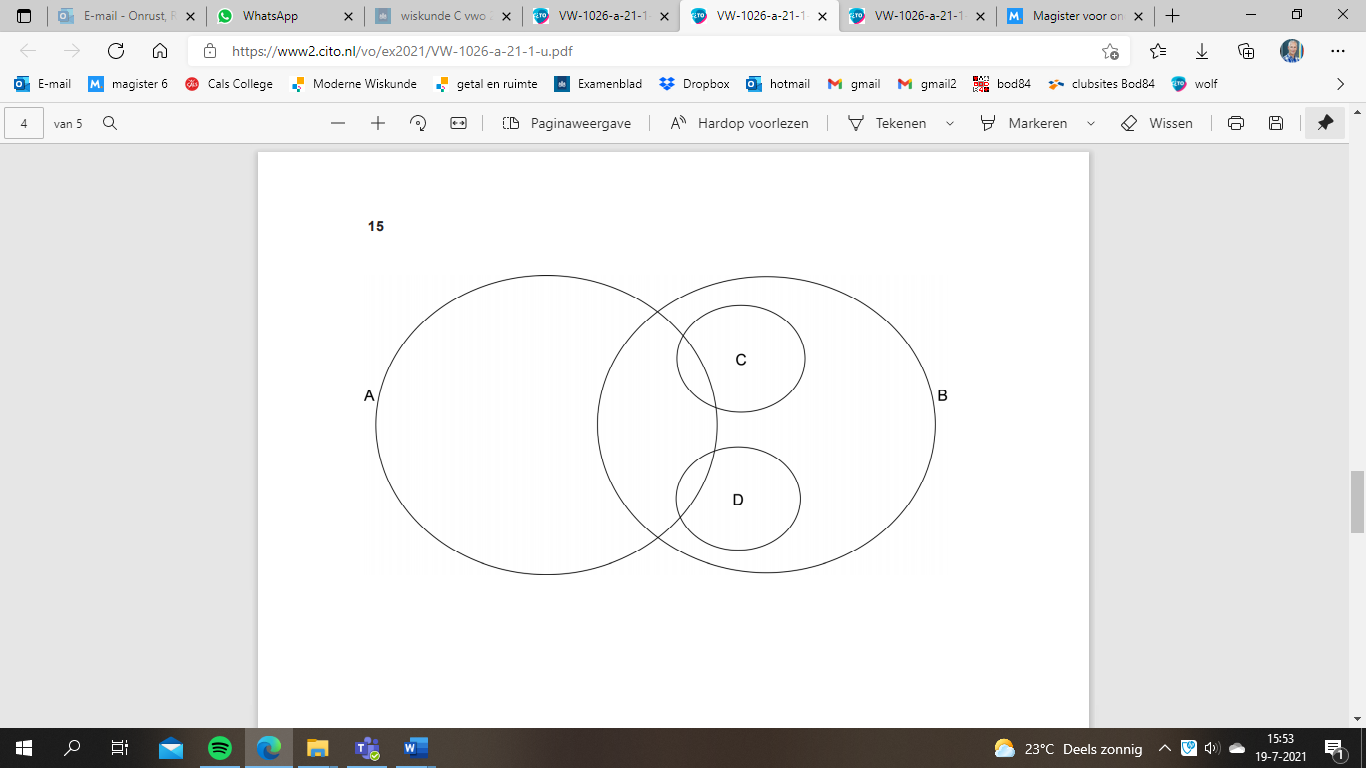 E-mail - Onrust, R
WhatsApp
wiskunde C vwo 2
VW-1026-a-21-1-
VW-1026-a-21-1-
VW-1026-a-21-1-
Magister voor on
https://www2.cito.nl/vo/ex2021/VW-1026-a-21-1-u.pdf
E-mail
magister 6
Cals College
Moderne Wiskunde
getal en ruimte
Examenblad
Dropbox
hotmail
gmail
gmail2
bod84
clubsites Bod84
wolf
4
van 5
Paginaweergave
Hardop voorlezen
Tekenen
Markeren
Wissen
15
C
A
B
D
23°C Deels zonnig
15:53
19-7-2021
1